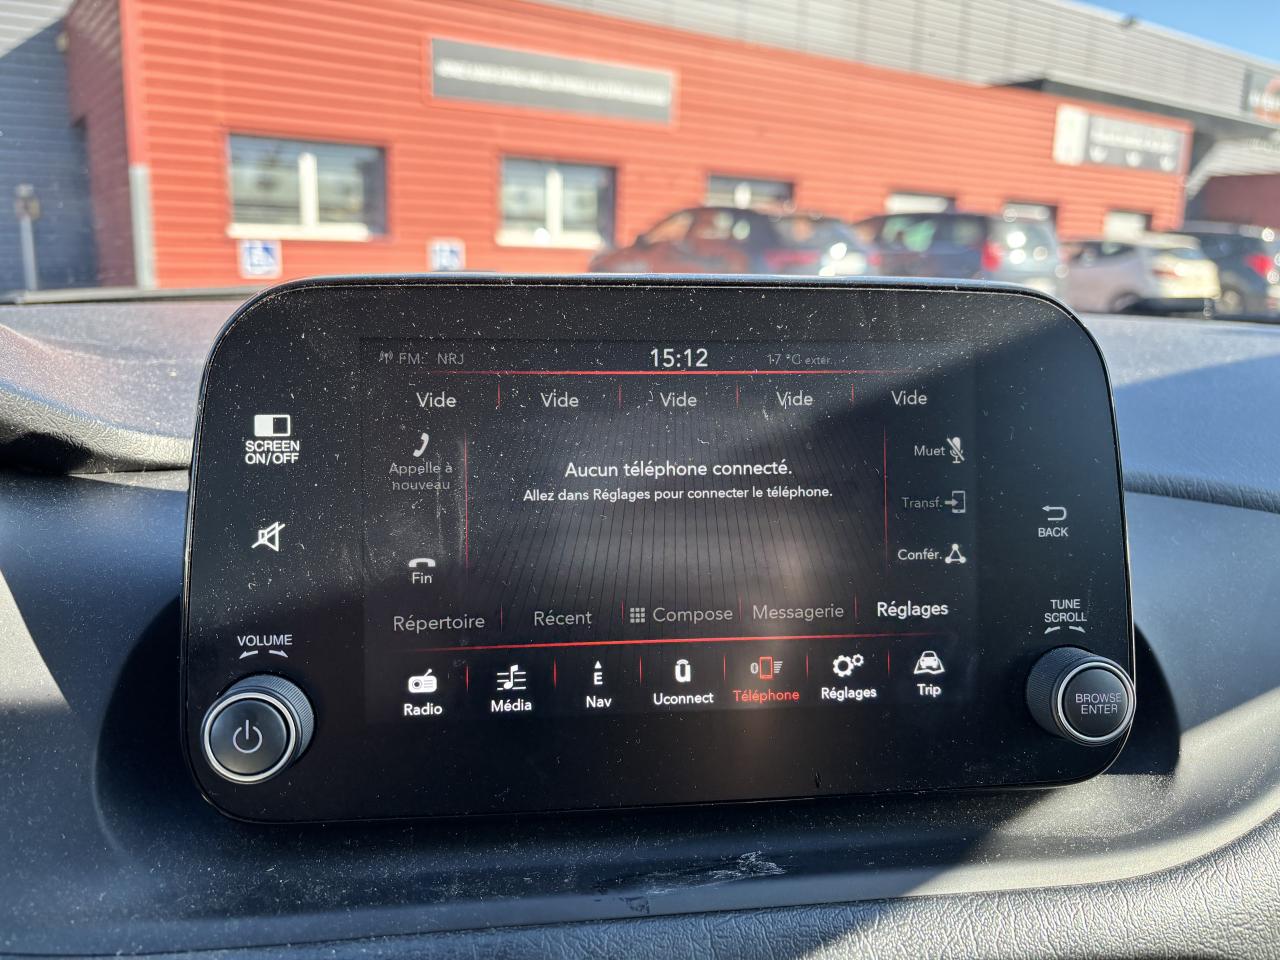 FM: NRJ 15:12 17 °C extér.
Vide Vide Vide Vide Vide
SCREEN
ON/OFF
Appelle à
nouveau
Aucun téléphone connecté.
Allez dans Réglages pour connecter le téléphone.
Muet
Transf.
Confér.
BACK
Fin
Répertoire Récent Compose Messagerie Réglages
VOLUME
TUNE
SCROLL
E
Radio Média Nav Uconnect Téléphone Réglages Trip
BROWSE
ENTER